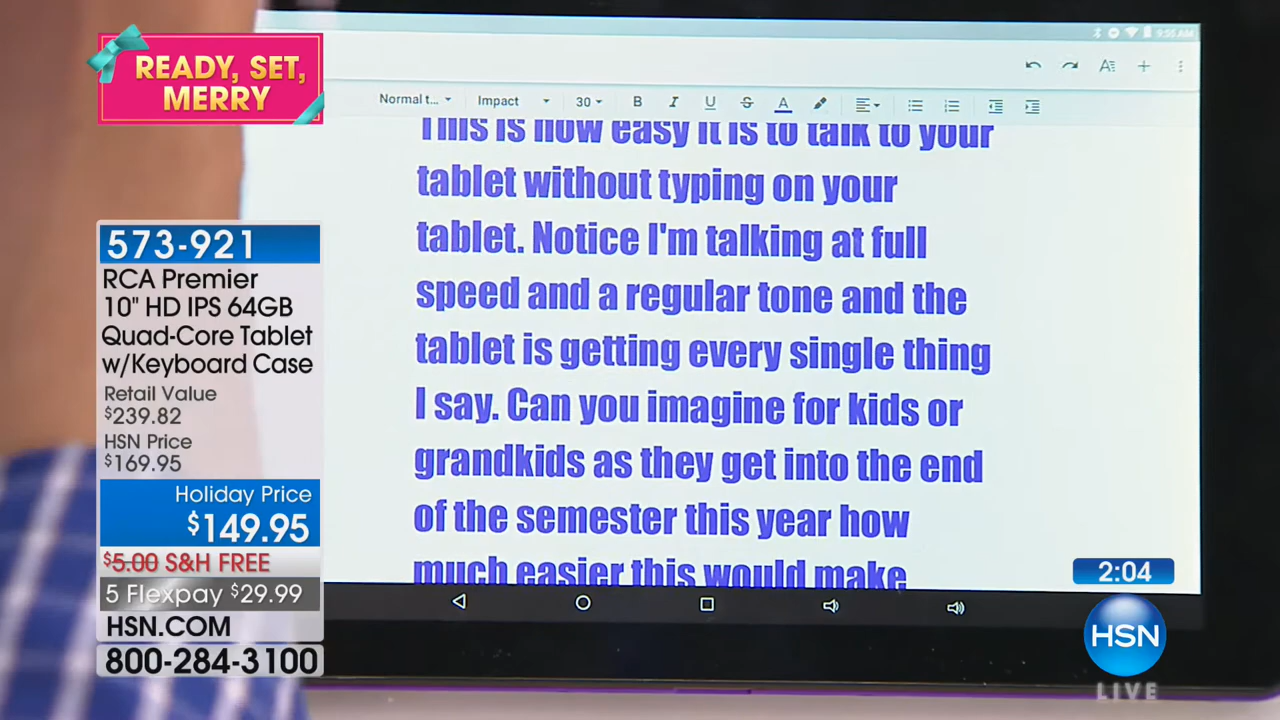 READY, SET,
MERRY
573-921
RCA Premier
10" HD IPS 64GB
Quad-Core Tablet
w/Keyboard Case
Retail Value
$239.82
HSN Price
$169.95
Holiday Price
$149.95
$5.00 S&H FREE
5 Flexpay $29.99
HSN.COM
800-284-3100
9:55 AM
Normal t...
Impact
30
B I U S A
This is how easy it is to talk to your
tablet without typing on your
tablet. Notice I'm talking at full
speed and a regular tone and the
tablet is getting every single thing
I say. Can you imagine for kids or
grandkids as they get into the end
of the semester this year how
much easier this would make
2:04
HSN
LIVE